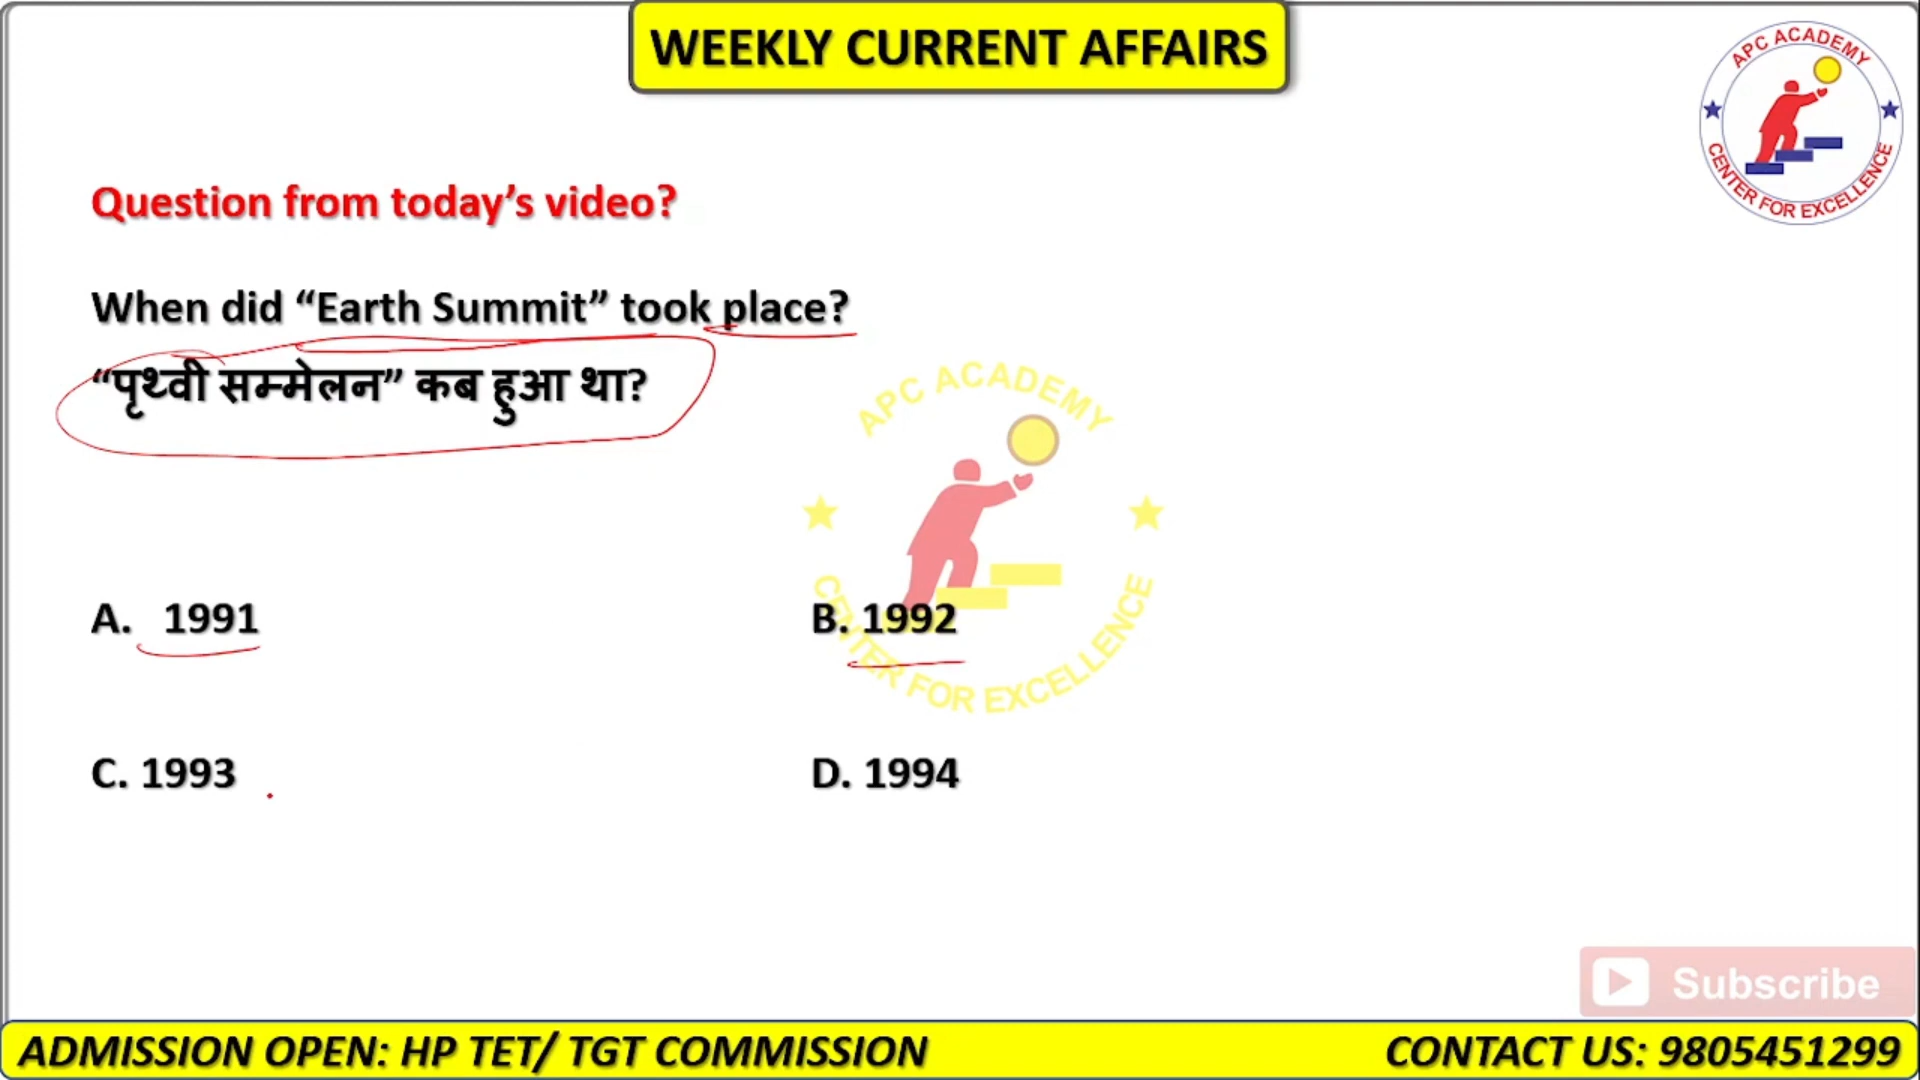 WEEKLY CURRENT AFFAIRS
APC ACADEMY
CENTER FOR EXCELLENCE
Question from today’s video?
When did “Earth Summit” took place?
“पृथ्वी सम्मेलन” कब हुआ था?
APC ACADEMY
CENTER FOR EXCELLENCE
A. 1991
B. 1992
C. 1993
D. 1994
Subscribe
ADMISSION OPEN: HP TET/ TGT COMMISSION
CONTACT US: 9805451299